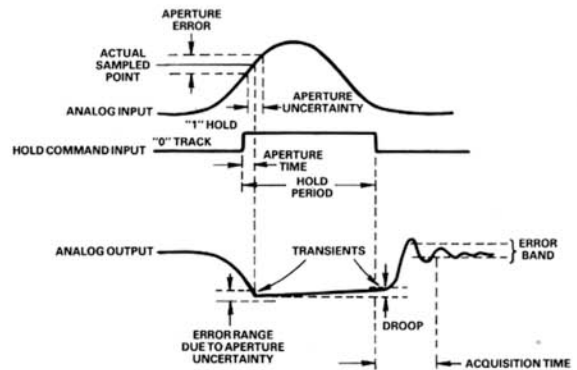 APERTURE
ERROR
ACTUAL
SAMPLED
POINT
APERTURE
UNCERTAINTY
ANALOG INPUT
"1" HOLD
"0" TRACK
HOLD COMMAND INPUT
APERTURE
TIME
HOLD
PERIOD
ANALOG OUTPUT
TRANSIENTS
ERROR
BAND
DROOP
ERROR RANGE
DUE TO APERTURE
UNCERTAINTY
ACQUISITION TIME